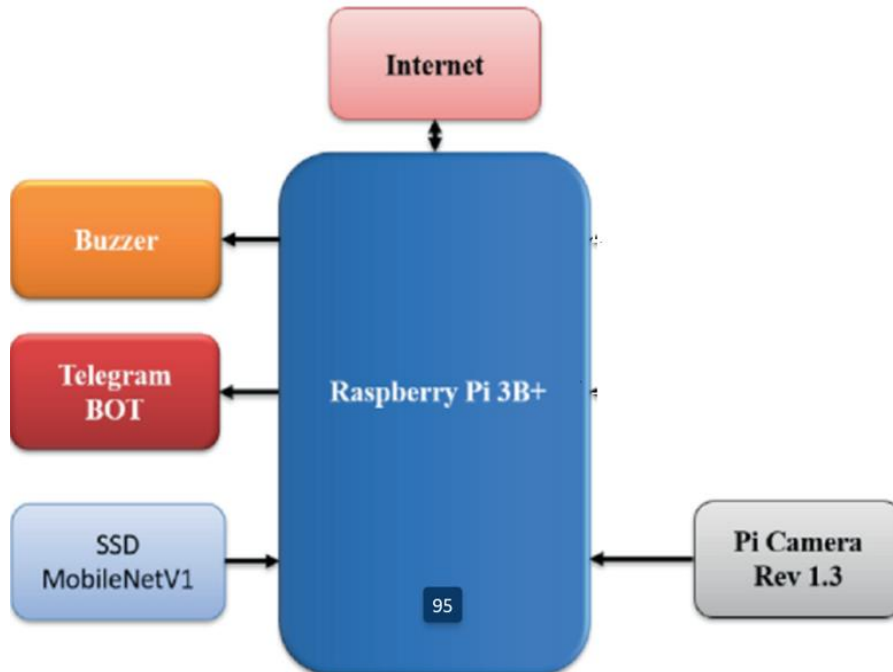 Internet
Buzzer
Telegram
BOT
Raspberry Pi 3B+
SSD
MobileNetV1
Pi Camera
Rev 1.3
95